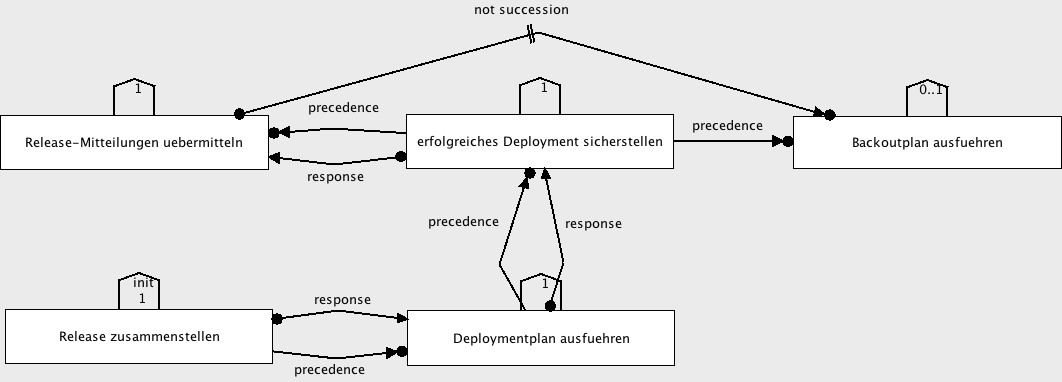 not succession
1
1
0..1
precedence
precedence
Release-Mitteilungen uebermitteln
erfolgreiches Deployment sicherstellen
Backoutplan ausfuehren
response
precedence
response
init
1
1
response
Release zusammenstellen
Deploymentplan ausfuehren
precedence